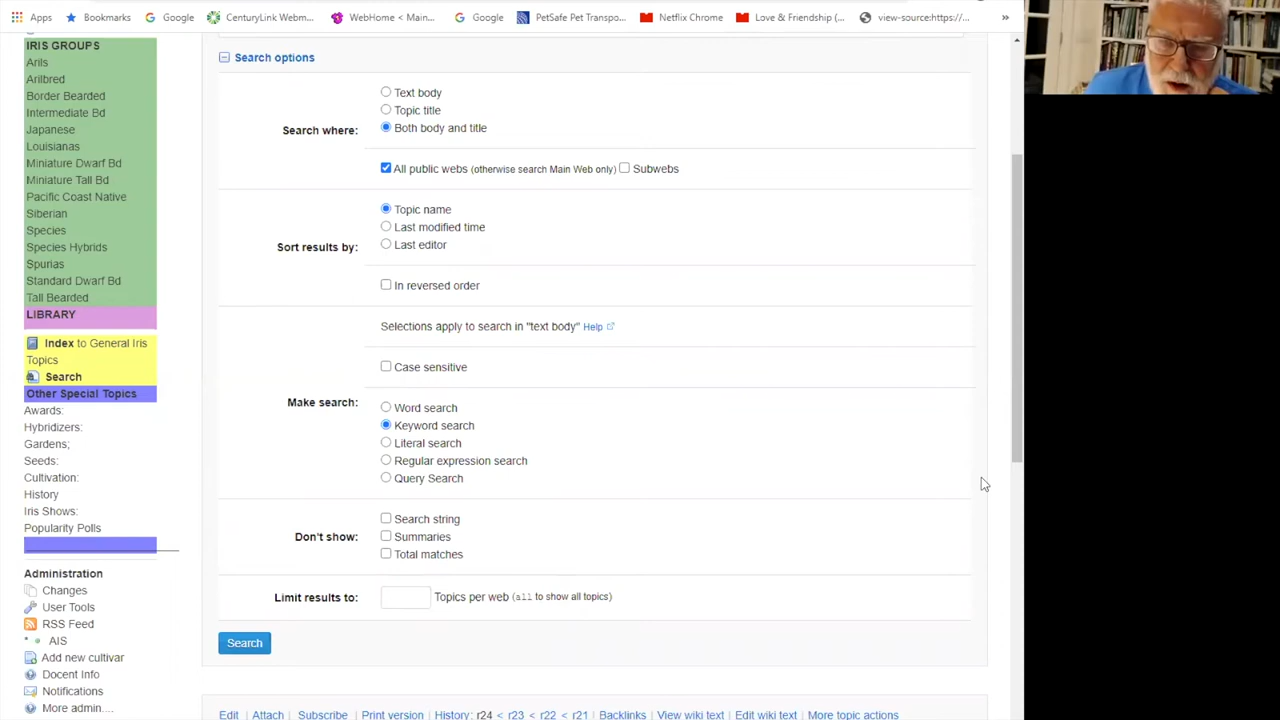 Apps Bookmarks Google CenturyLink Webm... WebHome < Main... Google PetSafe Pet Transpo... Netflix Chrome Love & Friendship (... view-source:https://... »
IRIS GROUPS
Arils
Arilbred
Border Bearded
Intermediate Bd
Japanese
Louisianas
Miniature Dwarf Bd
Miniature Tall Bd
Pacific Coast Native
Siberian
Species
Species Hybrids
Spurias
Standard Dwarf Bd
Tall Bearded
LIBRARY
Index to General Iris
Topics
Search
Other Special Topics
Awards:
Hybridizers:
Gardens;
Seeds:
Cultivation:
History
Iris Shows:
Popularity Polls
Administration
Changes
User Tools
RSS Feed
AIS
Add new cultivar
Docent Info
Notifications
More admin....
Search options
Search where:
Text body
Topic title
Both body and title
All public webs (otherwise search Main Web only) Subwebs
Sort results by:
Topic name
Last modified time
Last editor
In reversed order
Make search:
Selections apply to search in "text body" Help
Case sensitive
Word search
Keyword search
Literal search
Regular expression search
Query Search
Don't show:
Search string
Summaries
Total matches
Limit results to: Topics per web (all to show all topics)
Search
Edit | Attach | Subscribe | Print version | History: r24 < r23 < r22 < r21 | Backlinks | View wiki text | Edit wiki text | More topic actions